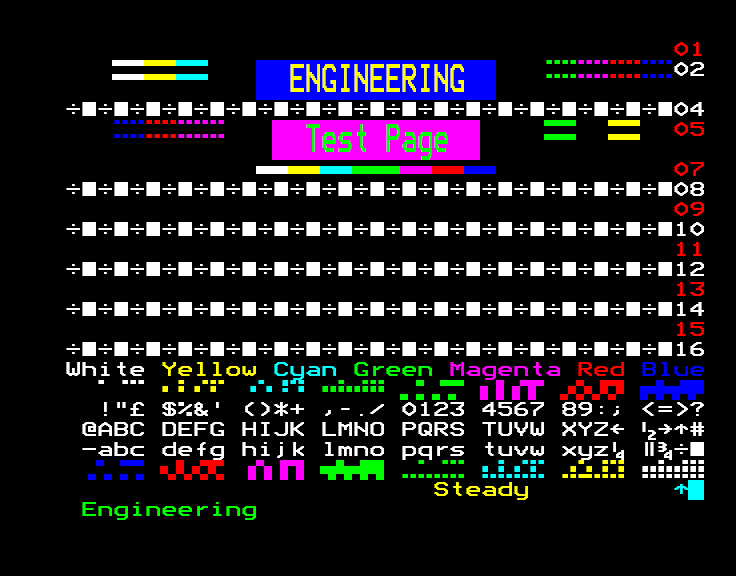 01
ENGINEERING 02
÷■÷■÷■÷■÷■÷■÷■÷■÷■÷■÷■÷■÷■÷■÷■÷■÷■÷■÷■04
Test Page 05
07
÷■÷■÷■÷■÷■÷■÷■÷■÷■÷■÷■÷■÷■÷■÷■÷■÷■÷■÷■08
09
÷■÷■÷■÷■÷■÷■÷■÷■÷■÷■÷■÷■÷■÷■÷■÷■÷■÷■÷■10
11
÷■÷■÷■÷■÷■÷■÷■÷■÷■÷■÷■÷■÷■÷■÷■÷■÷■÷■÷■12
13
÷■÷■÷■÷■÷■÷■÷■÷■÷■÷■÷■÷■÷■÷■÷■÷■÷■÷■÷■14
15
÷■÷■÷■÷■÷■÷■÷■÷■÷■÷■÷■÷■÷■÷■÷■÷■÷■÷■÷■16
White Yellow Cyan Green Magenta Red Blue
!"£ $%&' ()*+ ,-./ 0123 4567 89:; <=>?
@ABC DEFG HIJK LMNO PQRS TUVW XYZ← ½→↑#
—abc defg hijk lmno pqrs tuvw xyz¼ ‖¾÷■
Steady ↑■
Engineering